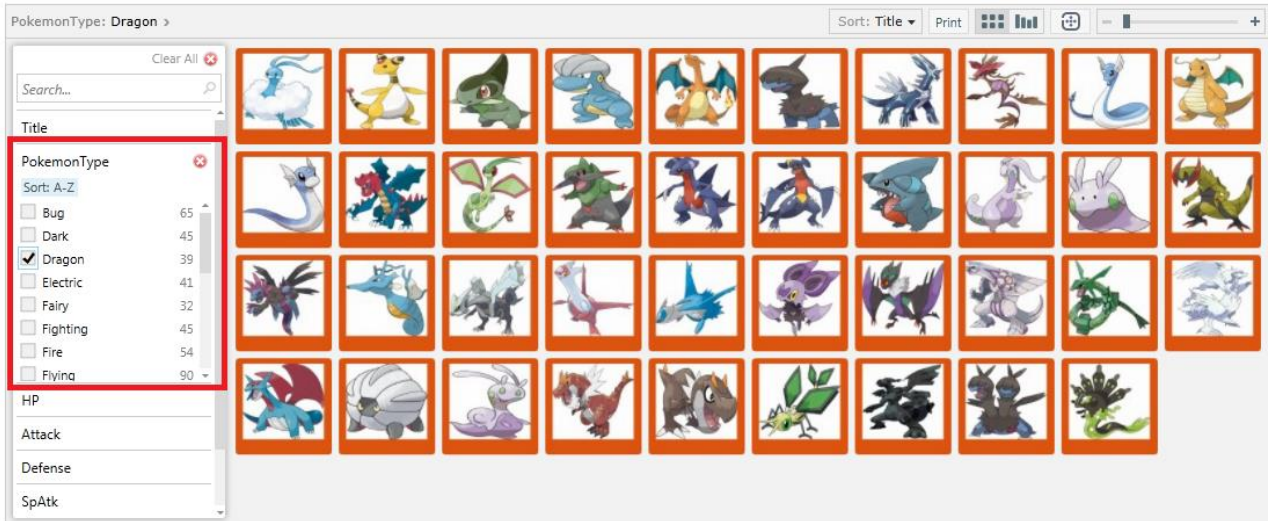 PokemonType: Dragon >
Sort: Title ▾ Print - +
Clear All
Search...
Title
PokemonType
Sort: A-Z
Bug 65
Dark 45
Dragon 39
Electric 41
Fairy 32
Fighting 45
Fire 54
Flying 90
HP
Attack
Defense
SpAtk